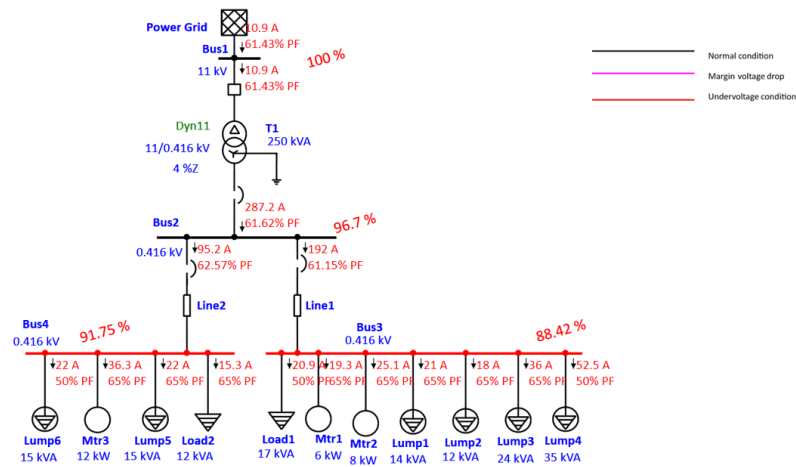 Power Grid
10.9 A
61.43% PF
Bus1
100 %
11 kV
10.9 A
61.43% PF
Normal condition
Margin voltage drop
Undervoltage condition
Dyn11
T1
250 kVA
11/0.416 kV
4 %Z
287.2 A
61.62% PF
Bus2
96.7 %
0.416 kV
95.2 A
62.57% PF
192 A
61.15% PF
Line2
Line1
Bus4
0.416 kV
91.75 %
Bus3
0.416 kV
88.42 %
22 A 36.3 A 22 A 15.3 A 20.9 A 19.3 A 25.1 A 21 A 18 A 36 A 52.5 A
50% PF 65% PF 65% PF 65% PF 50% PF 65% PF 65% PF 65% PF 65% PF 65% PF 50% PF
Lump6 Mtr3 Lump5 Load2 Load1 Mtr1 Mtr2 Lump1 Lump2 Lump3 Lump4
15 kVA 12 kW 15 kVA 12 kVA 17 kVA 6 kW 8 kW 14 kVA 12 kVA 24 kVA 35 kVA